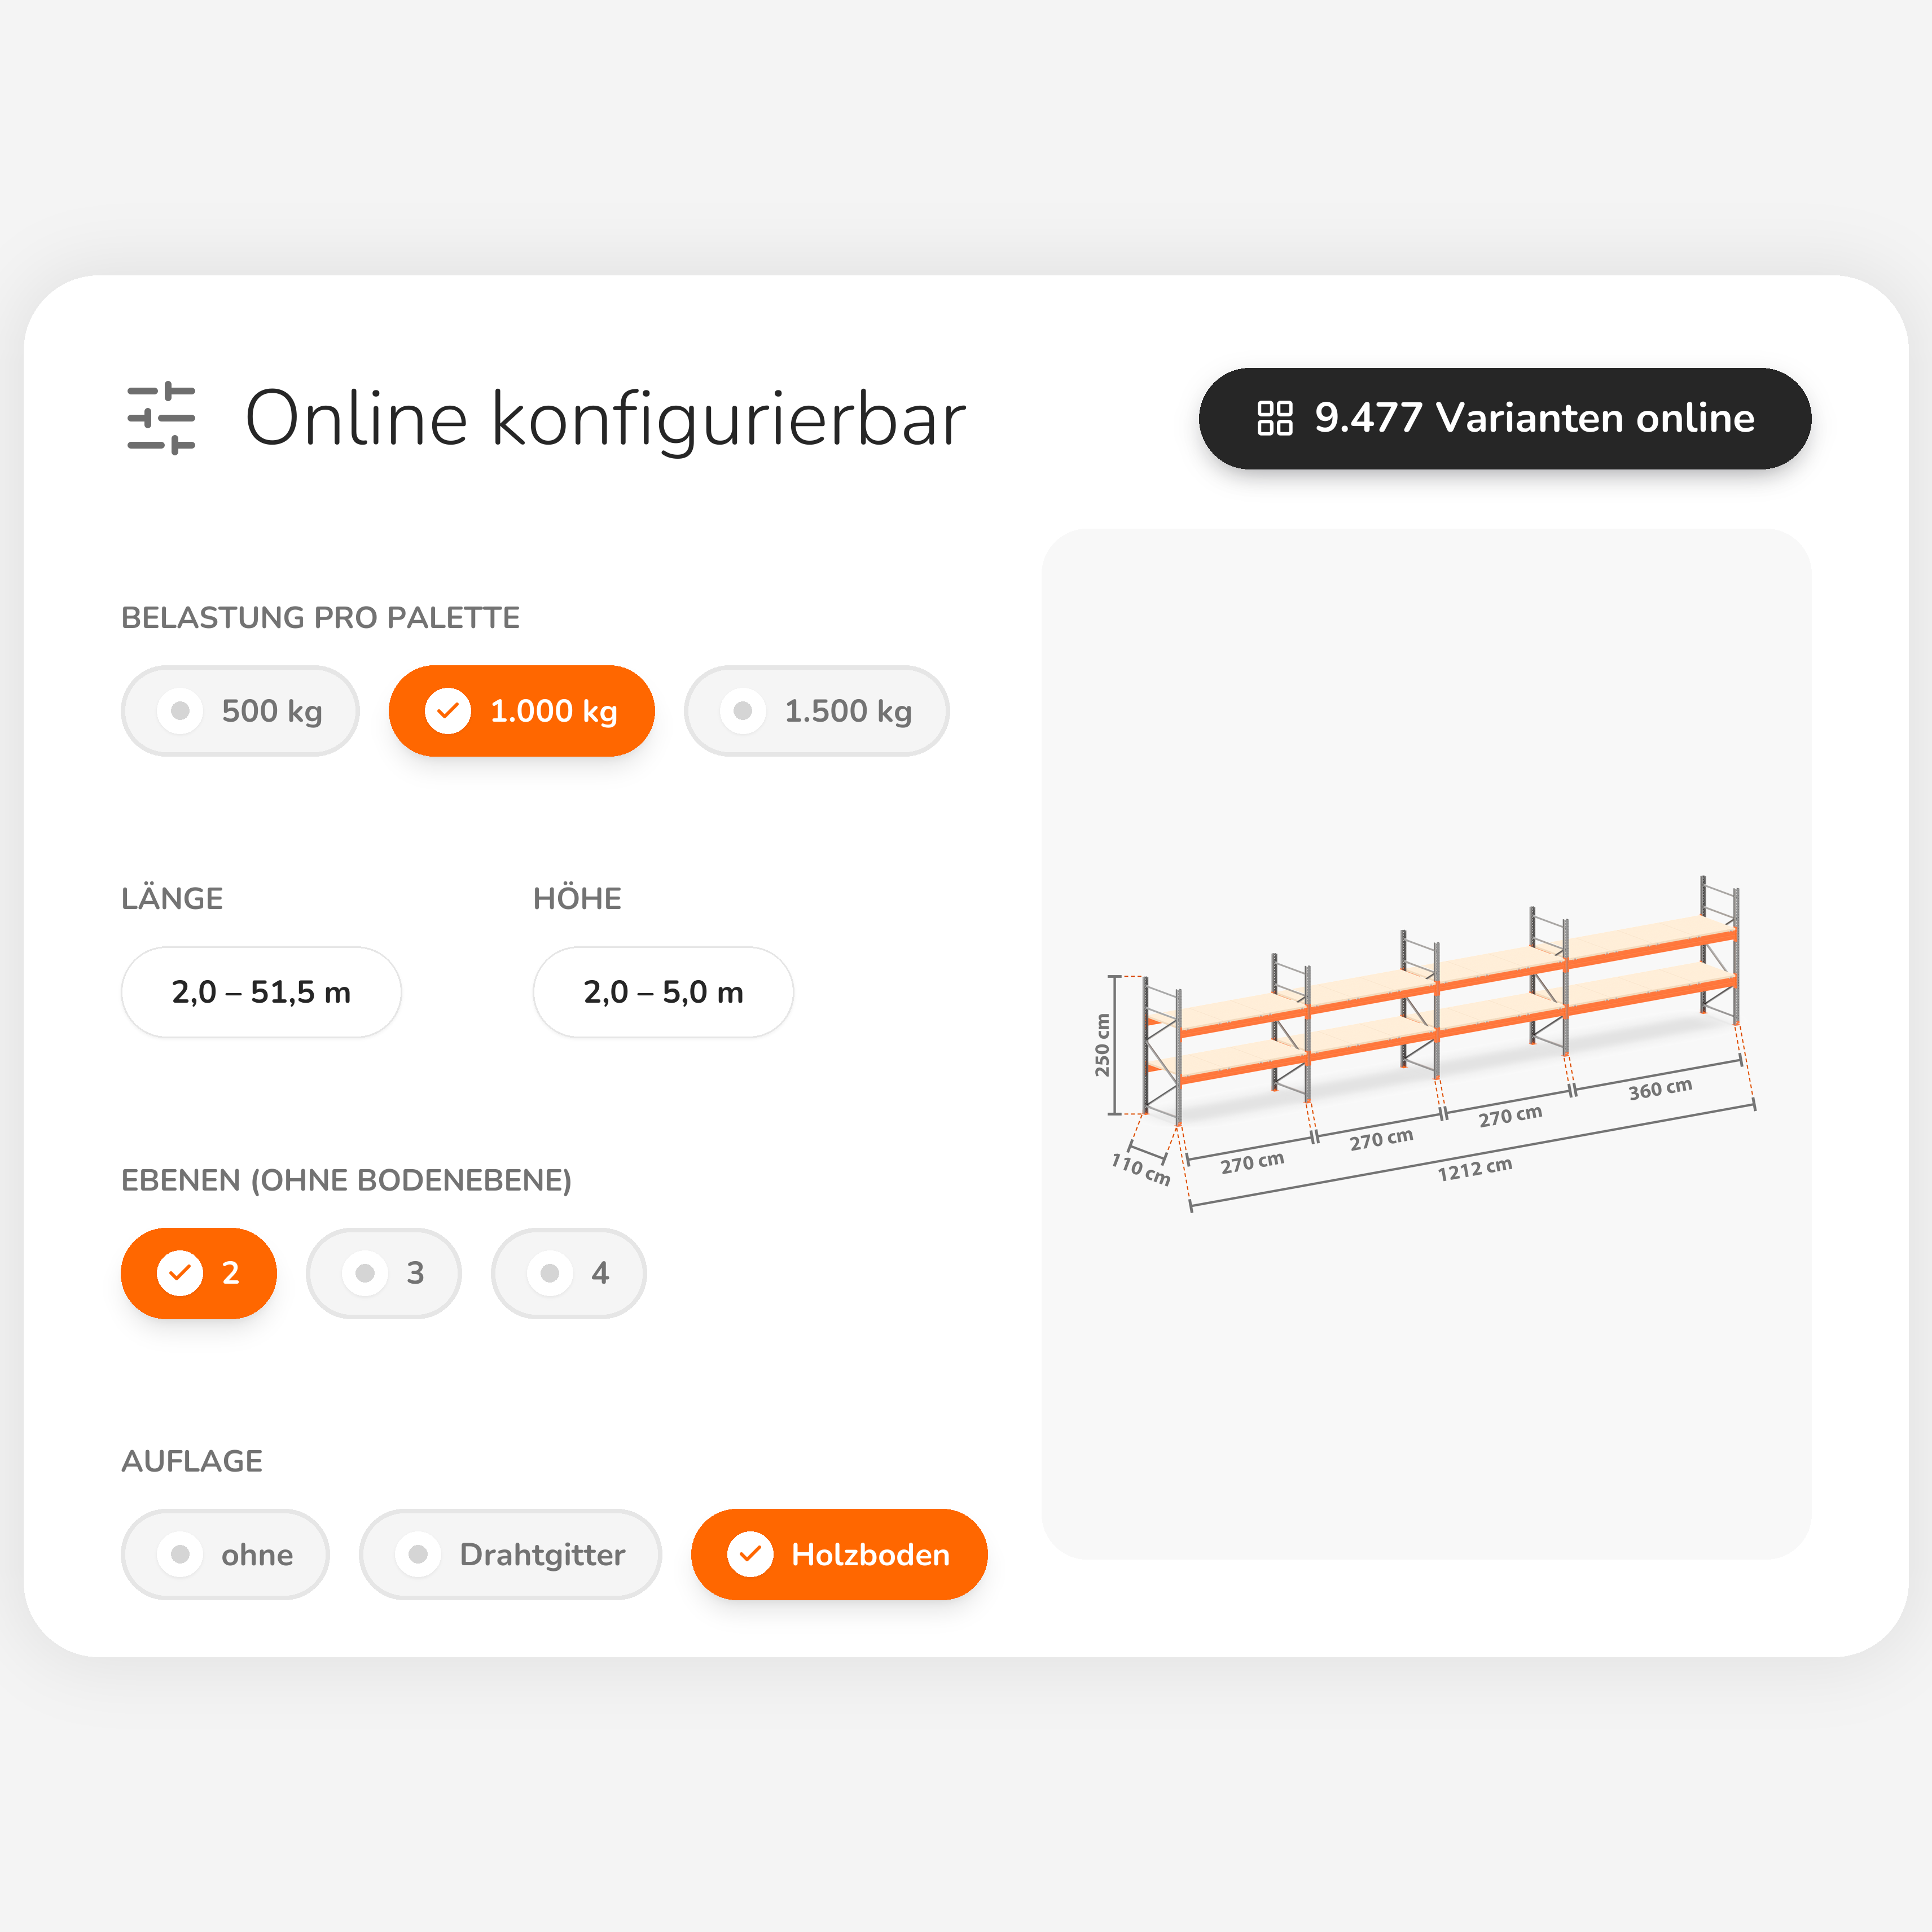 Online konfigurierbar
9.477 Varianten online
BELASTUNG PRO PALETTE
500 kg
1.000 kg
1.500 kg
LÄNGE
HÖHE
2,0 – 51,5 m
2,0 – 5,0 m
EBENEN (OHNE BODENEBENE)
2
3
4
AUFLAGE
ohne
Drahtgitter
Holzboden
250 cm
110 cm
270 cm
270 cm
270 cm
360 cm
1212 cm